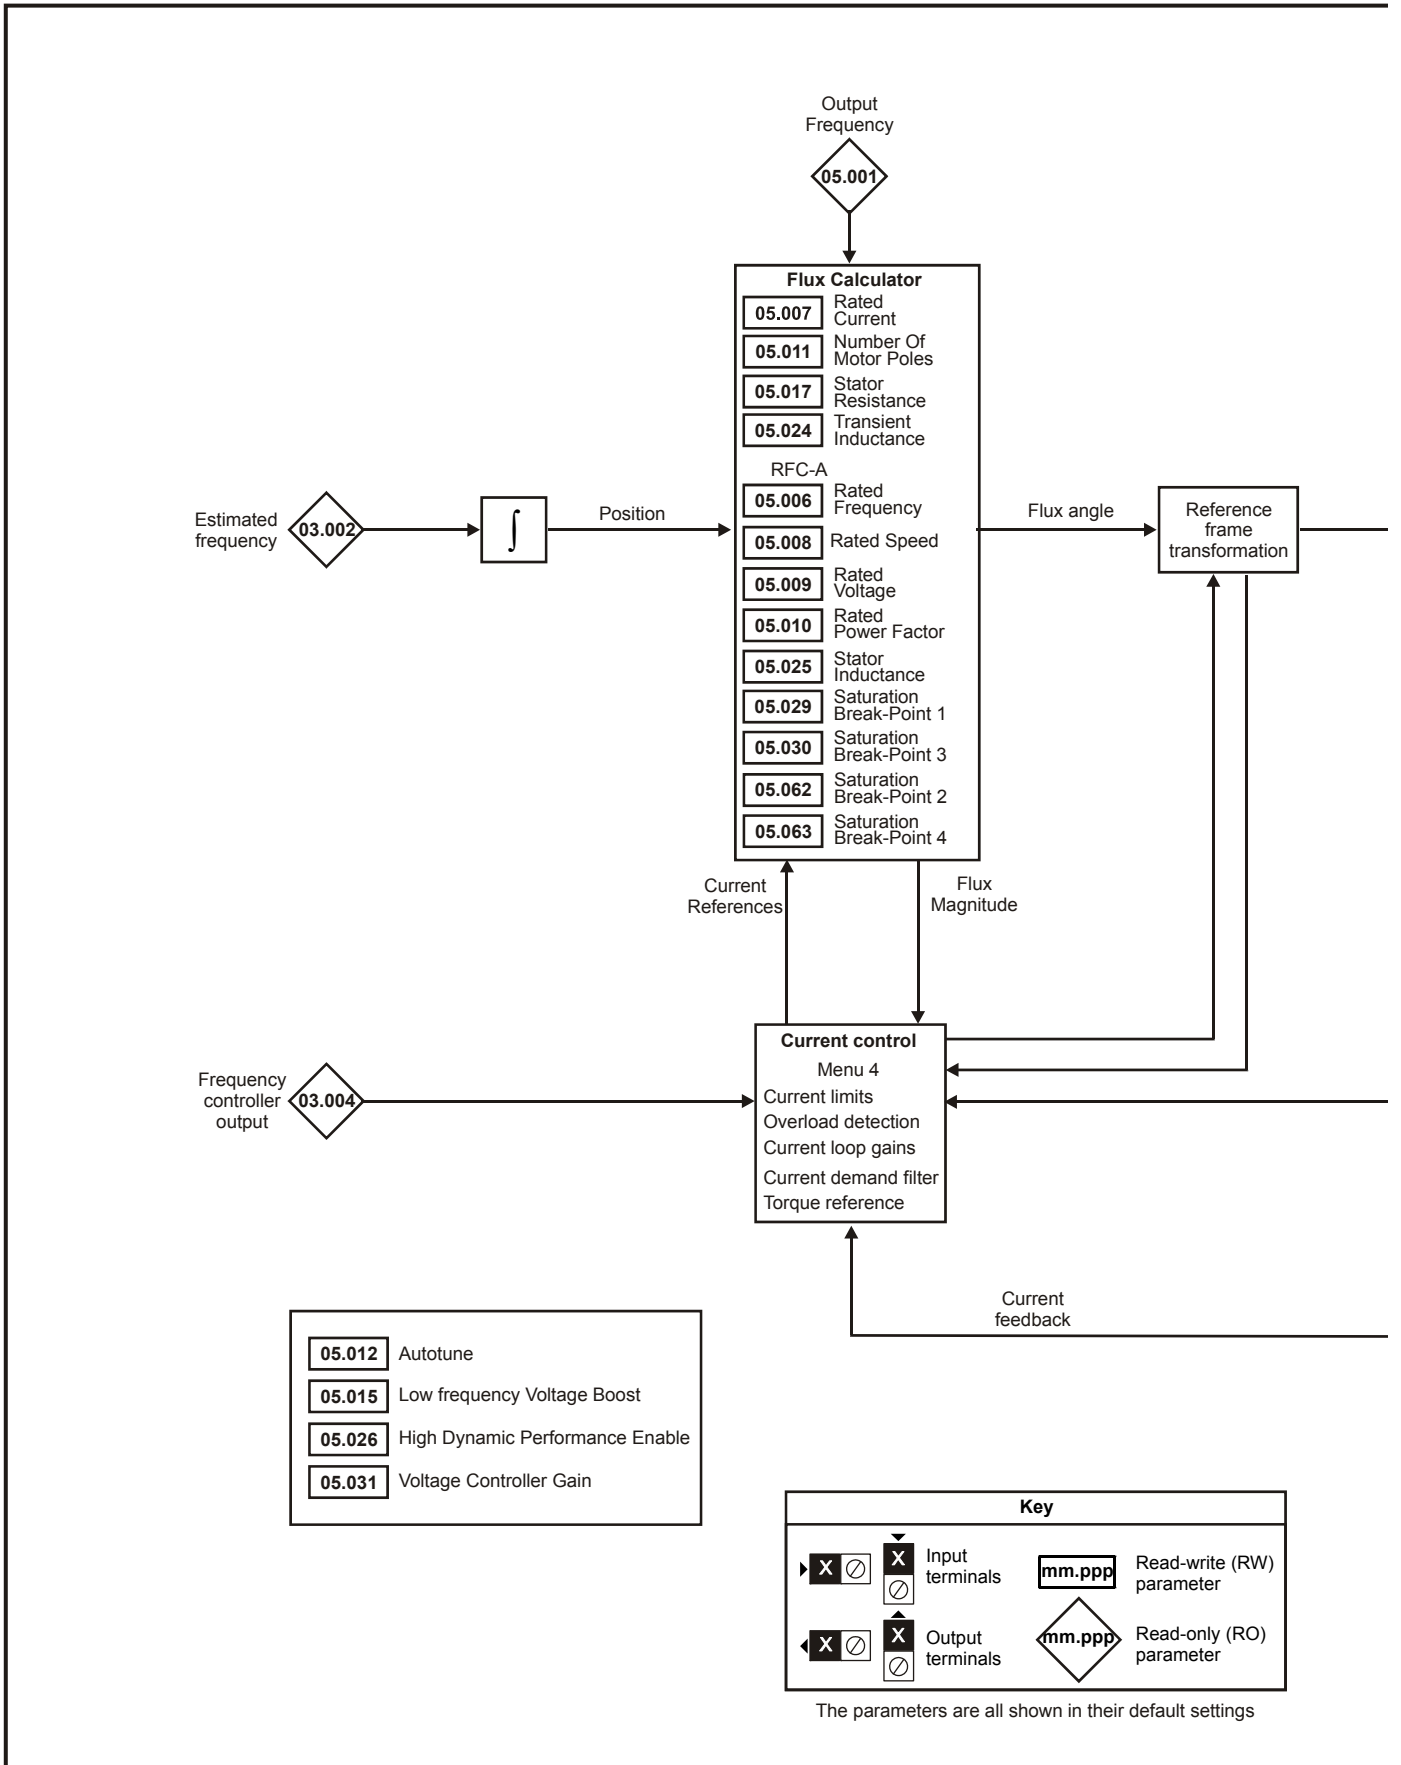 Output
Frequency
05.001
Flux Calculator
05.007 Rated
Current
05.011 Number Of
Motor Poles
05.017 Stator
Resistance
05.024 Transient
Inductance
RFC-A
05.006 Rated
Frequency
05.008 Rated Speed
05.009 Rated
Voltage
05.010 Rated
Power Factor
05.025 Stator
Inductance
05.029 Saturation
Break-Point 1
05.030 Saturation
Break-Point 3
05.062 Saturation
Break-Point 2
05.063 Saturation
Break-Point 4
Estimated
frequency
03.002
∫
Position
Flux angle
Reference
frame
transformation
Current
References
Flux
Magnitude
Frequency
controller
output
03.004
Current control
Menu 4
Current limits
Overload detection
Current loop gains
Current demand filter
Torque reference
Current
feedback
05.012 Autotune
05.015 Low frequency Voltage Boost
05.026 High Dynamic Performance Enable
05.031 Voltage Controller Gain
Key
X X Input
terminals
mm.ppp Read-write (RW)
parameter
X X Output
terminals
mm.ppp Read-only (RO)
parameter
The parameters are all shown in their default settings